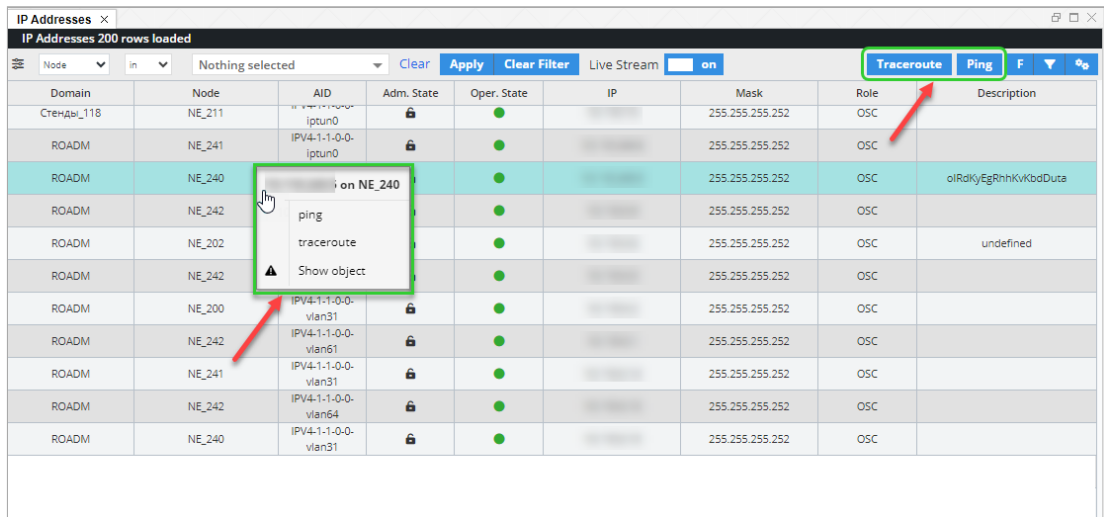 IP Addresses ×
IP Addresses 200 rows loaded
Node in Nothing selected Clear Apply Clear Filter Live Stream on Traceroute Ping F
Domain Node AID Adm. State Oper. State IP Mask Role Description
Стенды_118 NE_211 iptun0 255.255.255.252 OSC
ROADM NE_241 IPV4-1-1-0-0-
iptun0 255.255.255.252 OSC
ROADM NE_240 255.255.255.252 OSC
on NE_240
ping
traceroute
Show object
ROADM NE_242 255.255.255.252 OSC
ROADM NE_202 255.255.255.252 OSC undefined
ROADM NE_242 255.255.255.252 OSC
ROADM NE_200 IPV4-1-1-0-0-
vlan31 255.255.255.252 OSC
ROADM NE_242 IPV4-1-1-0-0-
vlan61 255.255.255.252 OSC
ROADM NE_241 IPV4-1-1-0-0-
vlan31 255.255.255.252 OSC
ROADM NE_242 IPV4-1-1-0-0-
vlan64 255.255.255.252 OSC
ROADM NE_240 IPV4-1-1-0-0-
vlan31 255.255.255.252 OSC